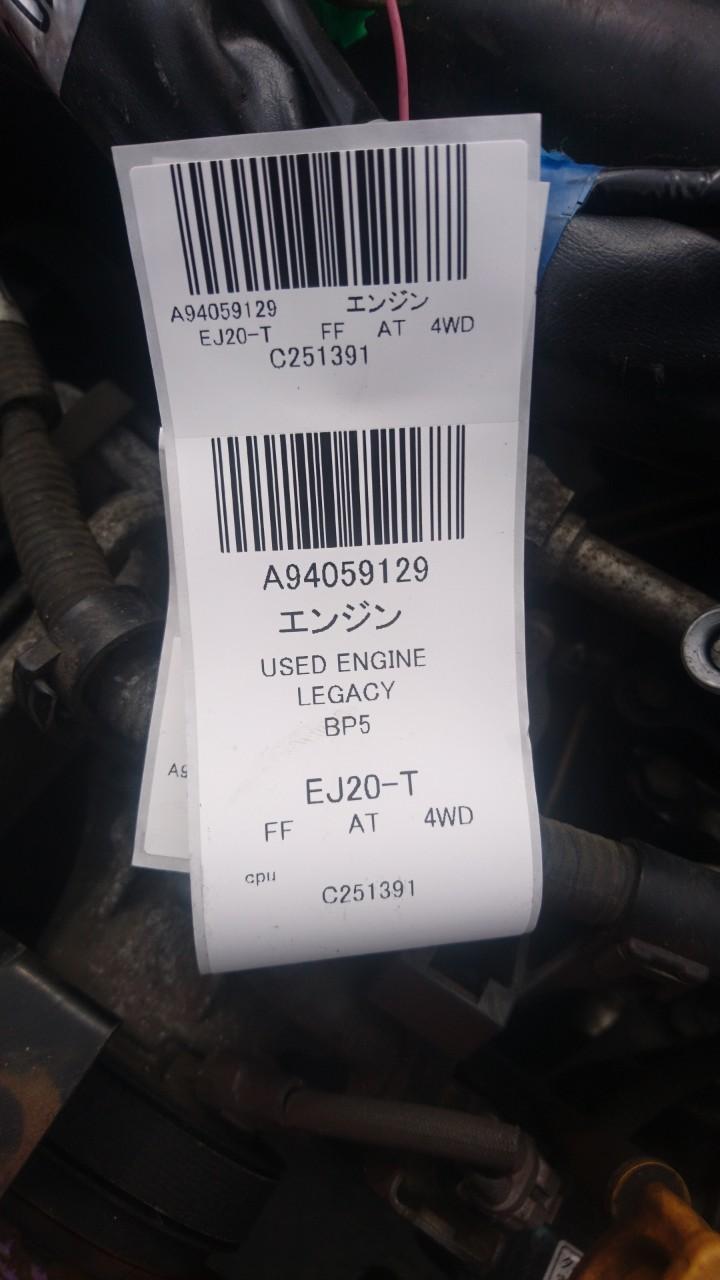 A94059129 エンジン
EJ20-T FF AT 4WD
C251391
A94059129
エンジン
USED ENGINE
LEGACY
BP5
EJ20-T
FF AT 4WD
cpu
C251391
A9